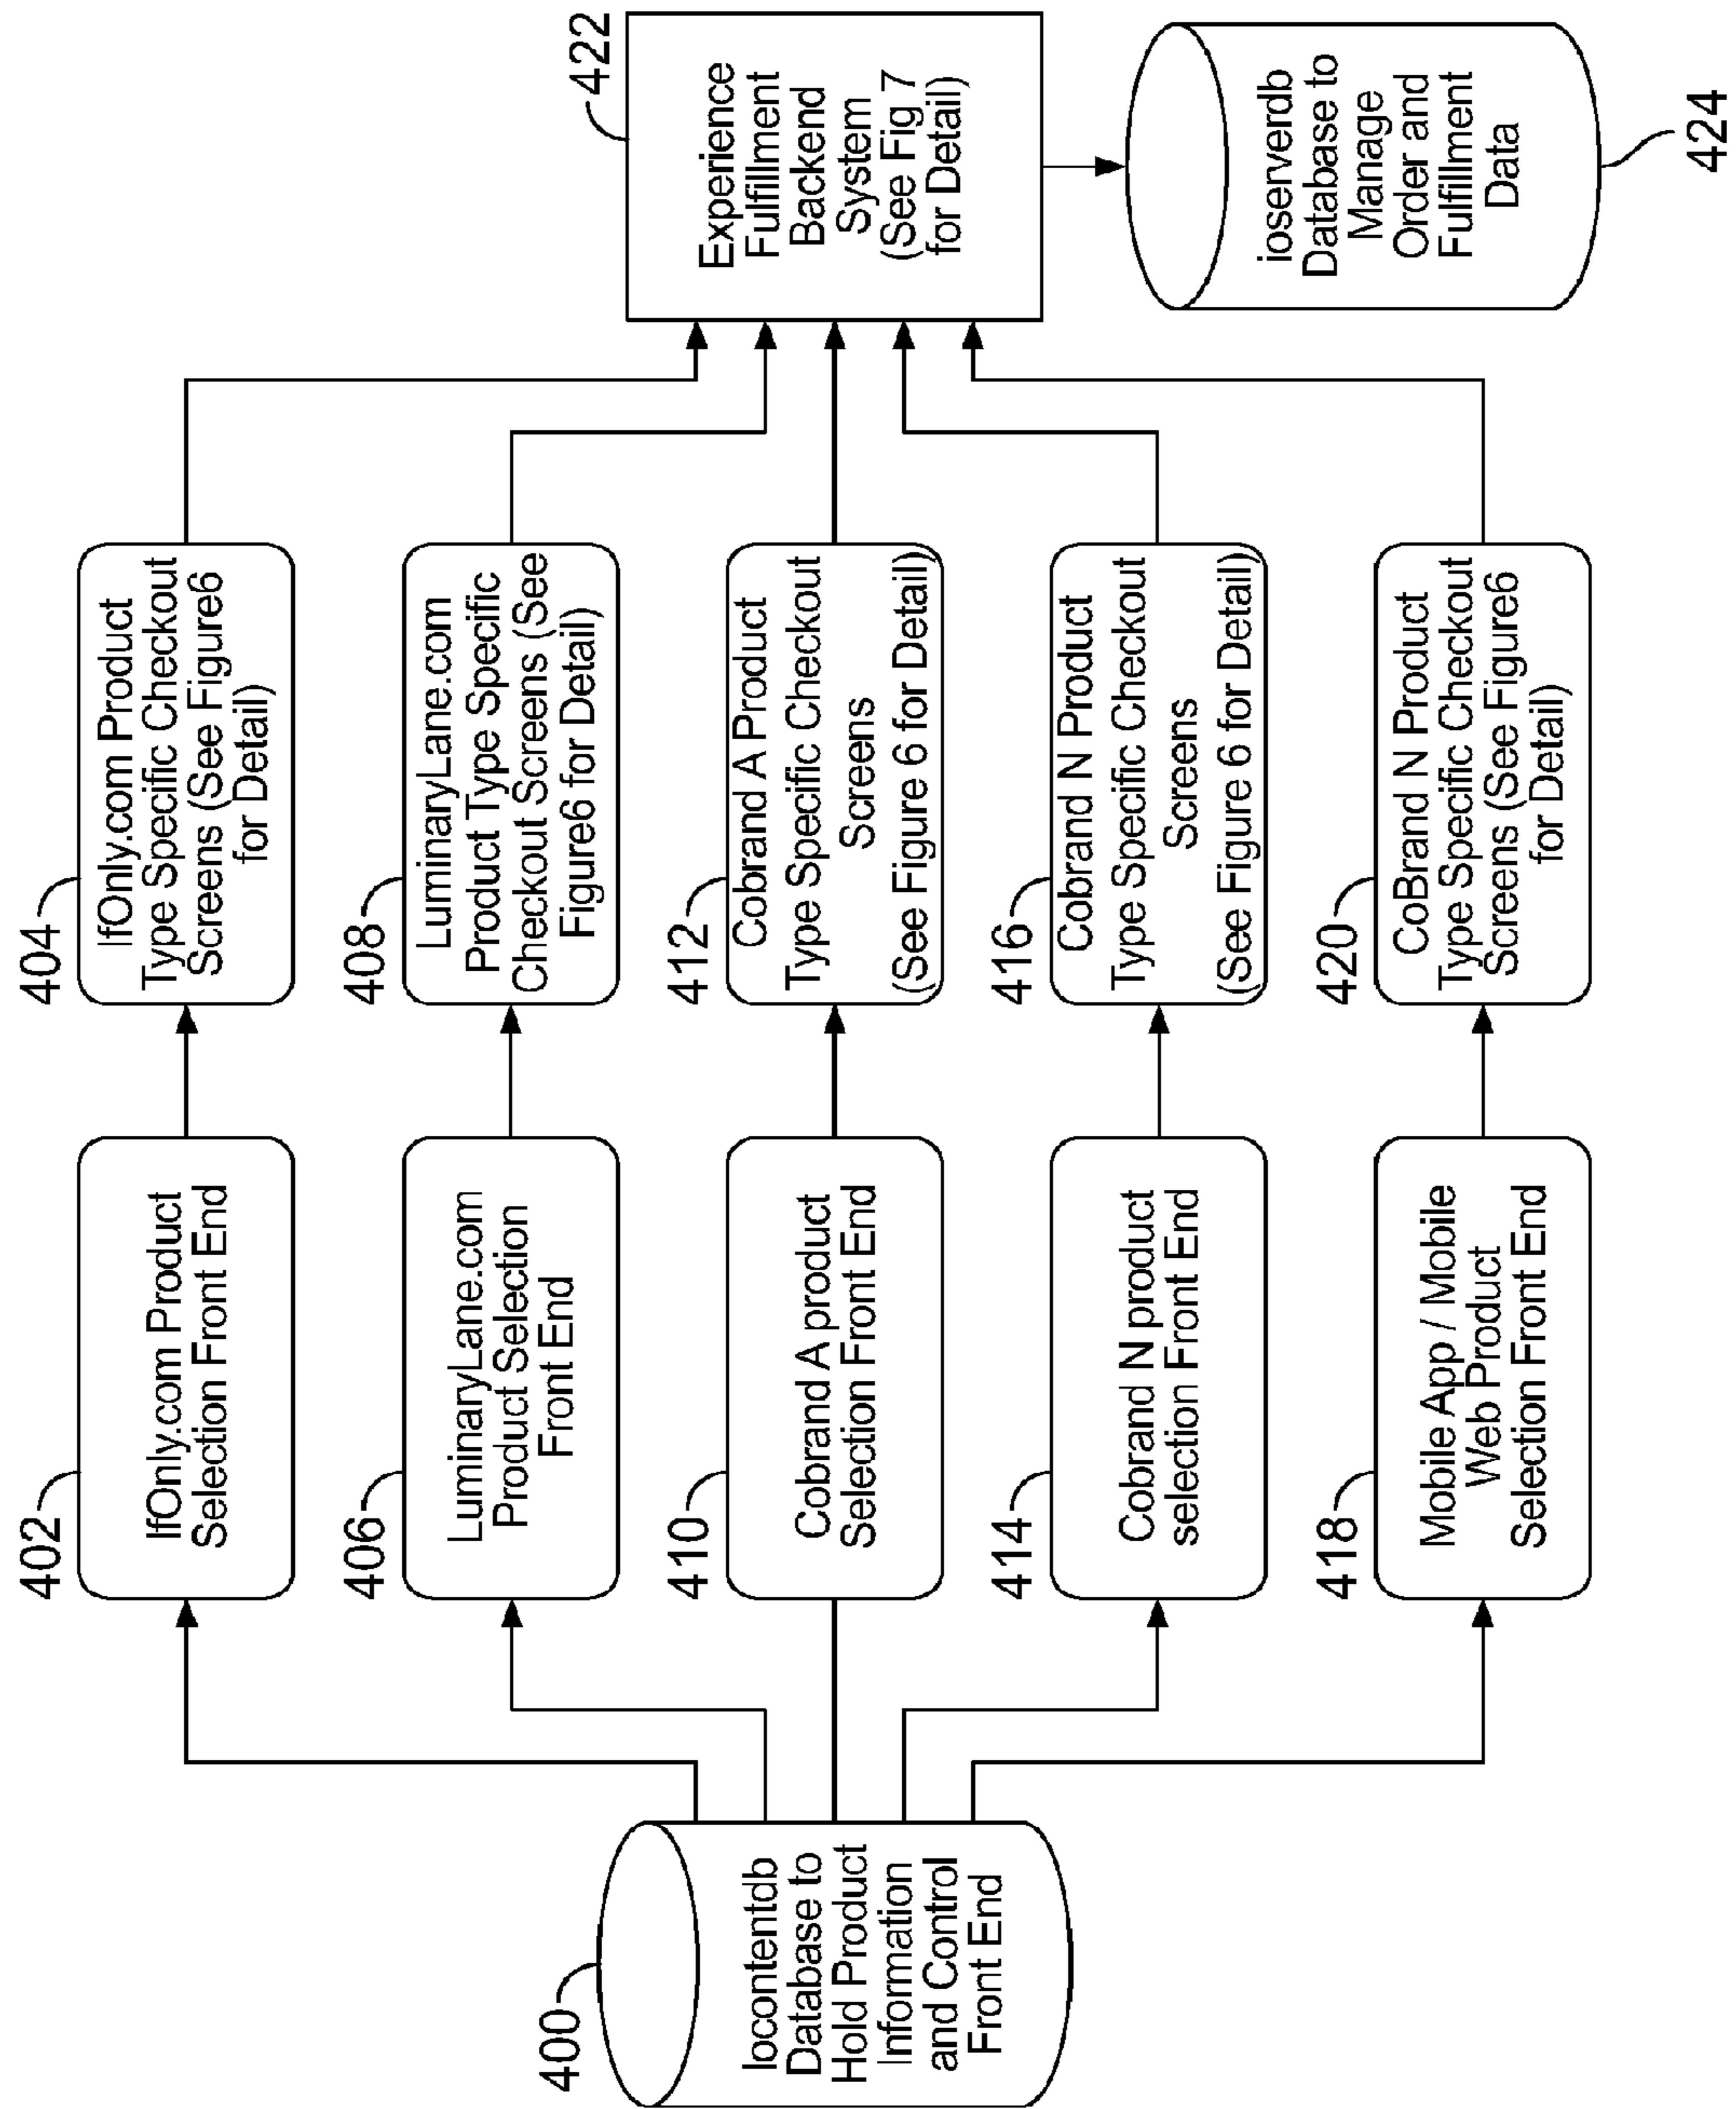 400
Iocontentdb
Database to
Hold Product
Information
and Control
Front End
402
IfOnly.com Product
Selection Front End
404
IfOnly.com Product
Type Specific Checkout
Screens (See Figure6
for Detail)
406
LuminaryLane.com
Product Selection
Front End
408
LuminaryLane.com
Product Type Specific
Checkout Screens (See
Figure6 for Detail)
410
Cobrand A product
Selection Front End
412
Cobrand A Product
Type Specific Checkout
Screens
(See Figure 6 for Detail)
414
Cobrand N product
selection Front End
416
Cobrand N Product
Type Specific Checkout
Screens
(See Figure 6 for Detail)
418
Mobile App / Mobile
Web Product
Selection Front End
420
CoBrand N Product
Type Specific Checkout
Screens (See Figure6
for Detail)
422
Experience
Fulfillment
Backend
System
(See Fig 7
for Detail)
ioserverdb
Database to
Manage
Order and
Fulfillment
Data
424